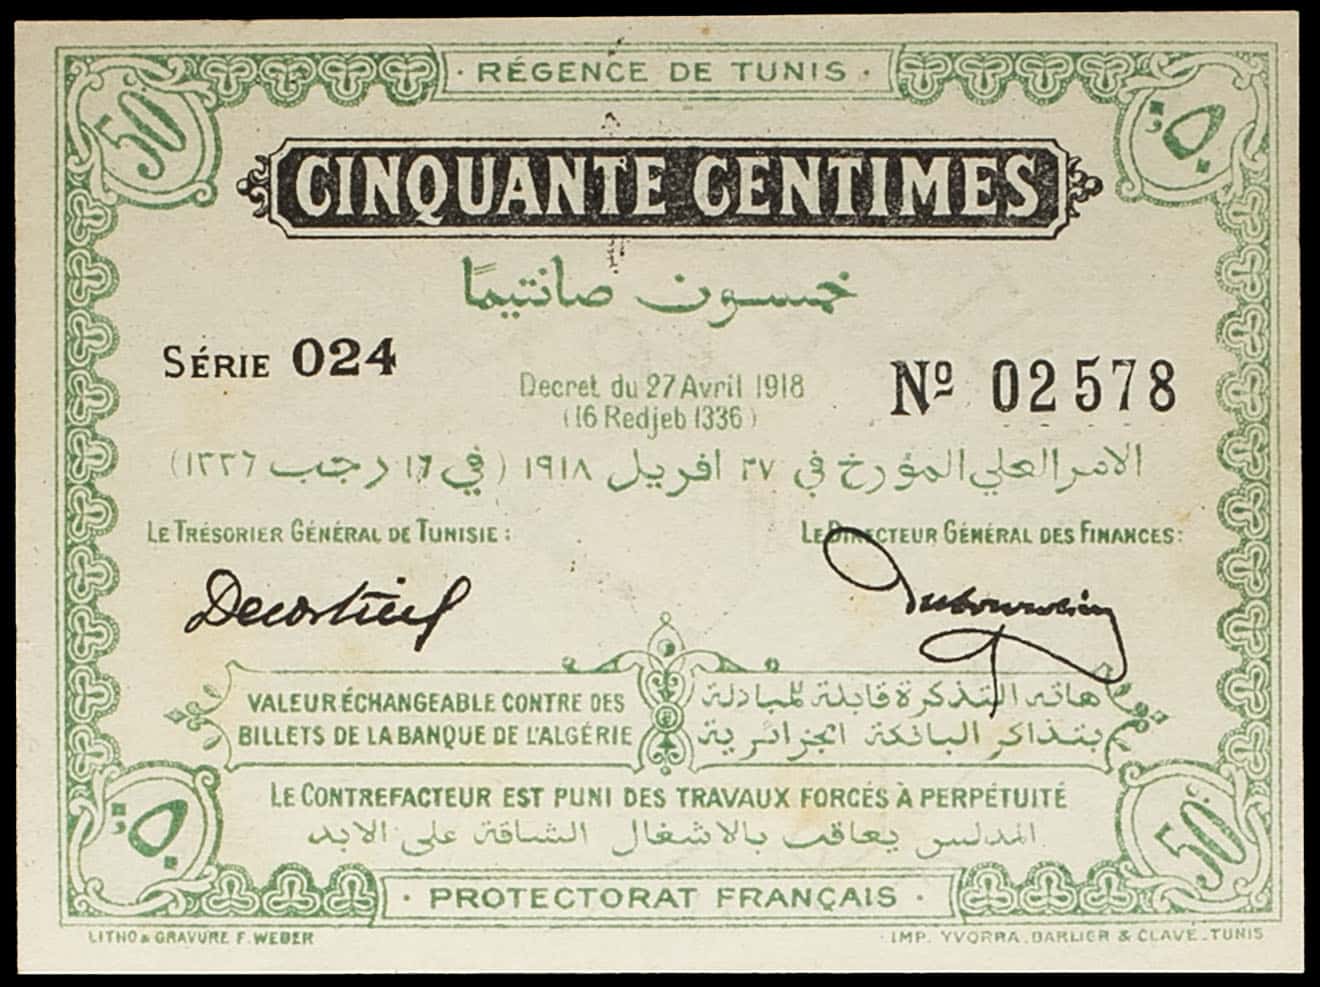 · RÉGENCE DE TUNIS ·
50
٥٠
CINQUANTE CENTIMES
خمسون صانتيمًا
SÉRIE 024
Nº 02578
Decret du 27 Avril 1918
(16 Redjeb 1336)
الامر العلي المؤرخ في ٢٧ افريل ١٩١٨ (في ١٦ رجب ١٣٣٦)
LE TRÉSORIER GÉNÉRAL DE TUNISIE :
LE DIRECTEUR GÉNÉRAL DES FINANCES :
VALEUR ÉCHANGEABLE CONTRE DES
BILLETS DE LA BANQUE DE L'ALGÉRIE
هاته التذكرة قابلة للمبادلة
بتذاكر البانكة الجزائرية
LE CONTREFACTEUR EST PUNI DES TRAVAUX FORCÉS À PERPÉTUITÉ
المدلس يعاقب بالاشغال الشاقة على الابد
٥٠
50
· PROTECTORAT FRANÇAIS ·
LITHO & GRAVURE F. WEBER
IMP. YVORRA. BARLIER & CLAVE. TUNIS